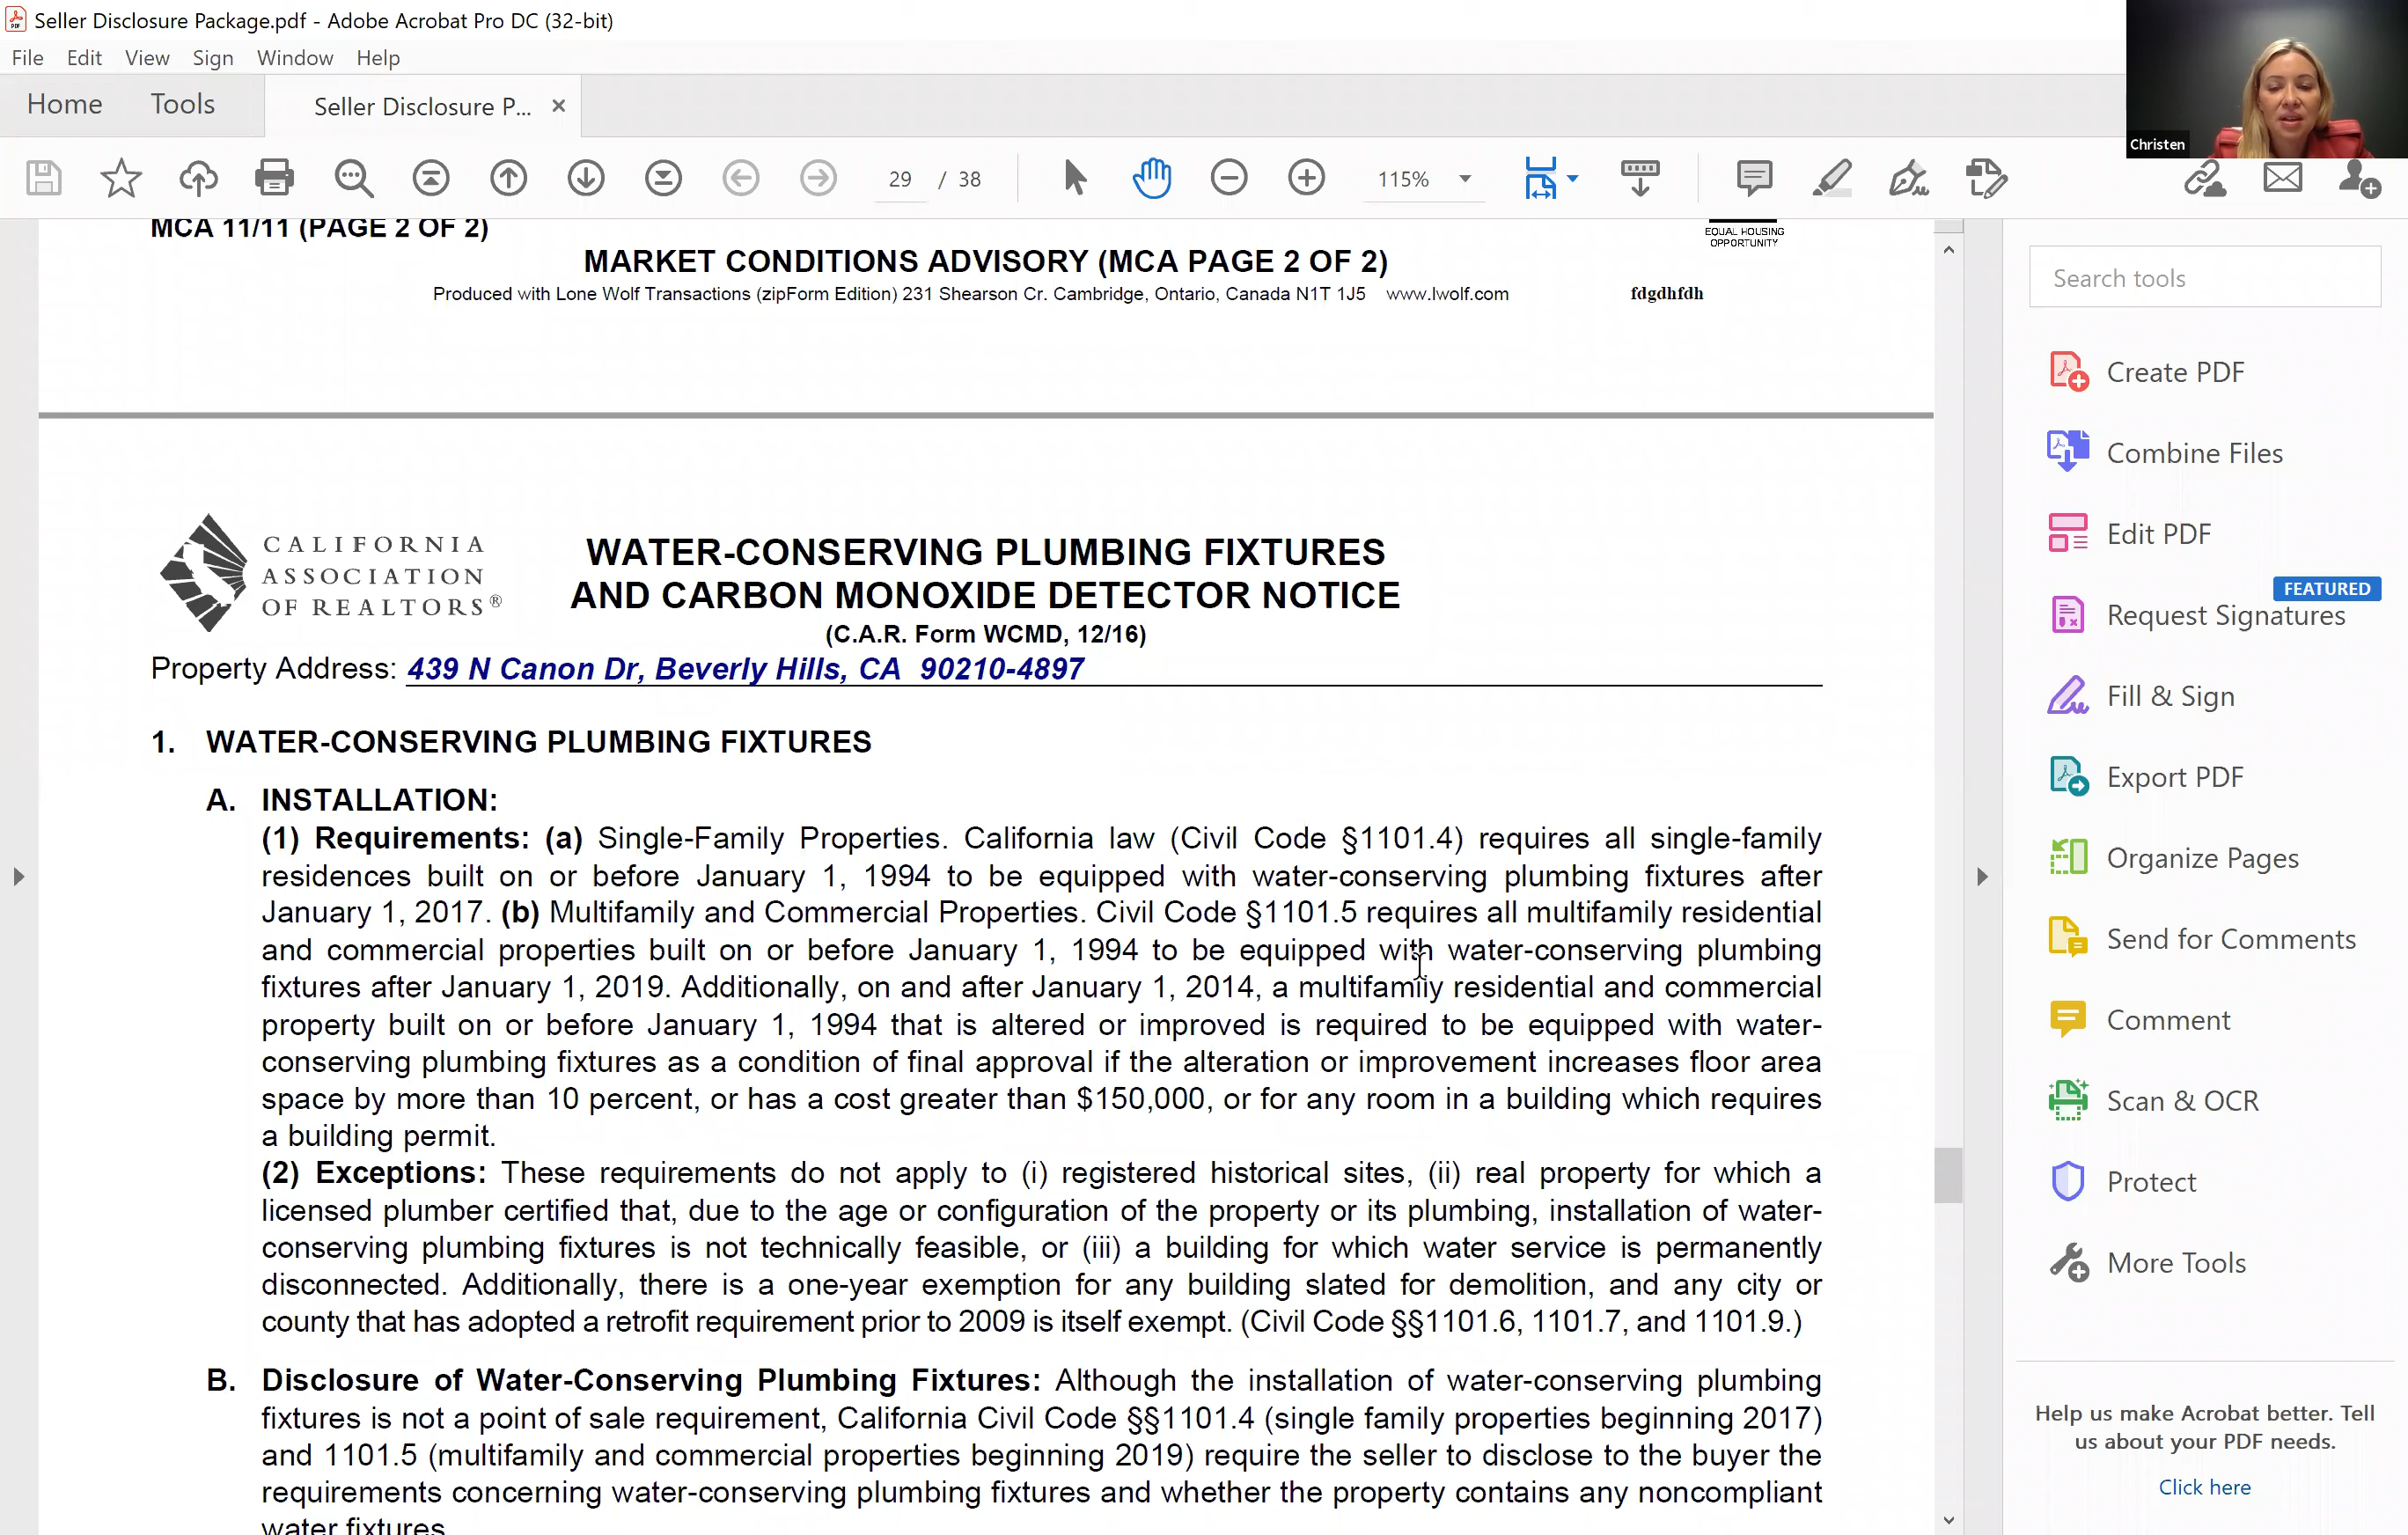 Seller Disclosure Package.pdf - Adobe Acrobat Pro DC (32-bit)
File Edit View Sign Window Help
Home Tools Seller Disclosure P... ×
29 / 38 115%
Christen
MCA 11/11 (PAGE 2 OF 2)
EQUAL HOUSING
OPPORTUNITY
MARKET CONDITIONS ADVISORY (MCA PAGE 2 OF 2)
Produced with Lone Wolf Transactions (zipForm Edition) 231 Shearson Cr. Cambridge, Ontario, Canada N1T 1J5 www.lwolf.com fdgdhfdh
CALIFORNIA
ASSOCIATION
OF REALTORS®
WATER-CONSERVING PLUMBING FIXTURES
AND CARBON MONOXIDE DETECTOR NOTICE
(C.A.R. Form WCMD, 12/16)
Property Address: 439 N Canon Dr, Beverly Hills, CA 90210-4897
1. WATER-CONSERVING PLUMBING FIXTURES
A. INSTALLATION:
(1) Requirements: (a) Single-Family Properties. California law (Civil Code §1101.4) requires all single-family
residences built on or before January 1, 1994 to be equipped with water-conserving plumbing fixtures after
January 1, 2017. (b) Multifamily and Commercial Properties. Civil Code §1101.5 requires all multifamily residential
and commercial properties built on or before January 1, 1994 to be equipped with water-conserving plumbing
fixtures after January 1, 2019. Additionally, on and after January 1, 2014, a multifamily residential and commercial
property built on or before January 1, 1994 that is altered or improved is required to be equipped with water-
conserving plumbing fixtures as a condition of final approval if the alteration or improvement increases floor area
space by more than 10 percent, or has a cost greater than $150,000, or for any room in a building which requires
a building permit.
(2) Exceptions: These requirements do not apply to (i) registered historical sites, (ii) real property for which a
licensed plumber certified that, due to the age or configuration of the property or its plumbing, installation of water-
conserving plumbing fixtures is not technically feasible, or (iii) a building for which water service is permanently
disconnected. Additionally, there is a one-year exemption for any building slated for demolition, and any city or
county that has adopted a retrofit requirement prior to 2009 is itself exempt. (Civil Code §§1101.6, 1101.7, and 1101.9.)
B. Disclosure of Water-Conserving Plumbing Fixtures: Although the installation of water-conserving plumbing
fixtures is not a point of sale requirement, California Civil Code §§1101.4 (single family properties beginning 2017)
and 1101.5 (multifamily and commercial properties beginning 2019) require the seller to disclose to the buyer the
requirements concerning water-conserving plumbing fixtures and whether the property contains any noncompliant
water fixtures.
Search tools
Create PDF
Combine Files
Edit PDF
FEATURED
Request Signatures
Fill & Sign
Export PDF
Organize Pages
Send for Comments
Comment
Scan & OCR
Protect
More Tools
Help us make Acrobat better. Tell
us about your PDF needs.
Click here